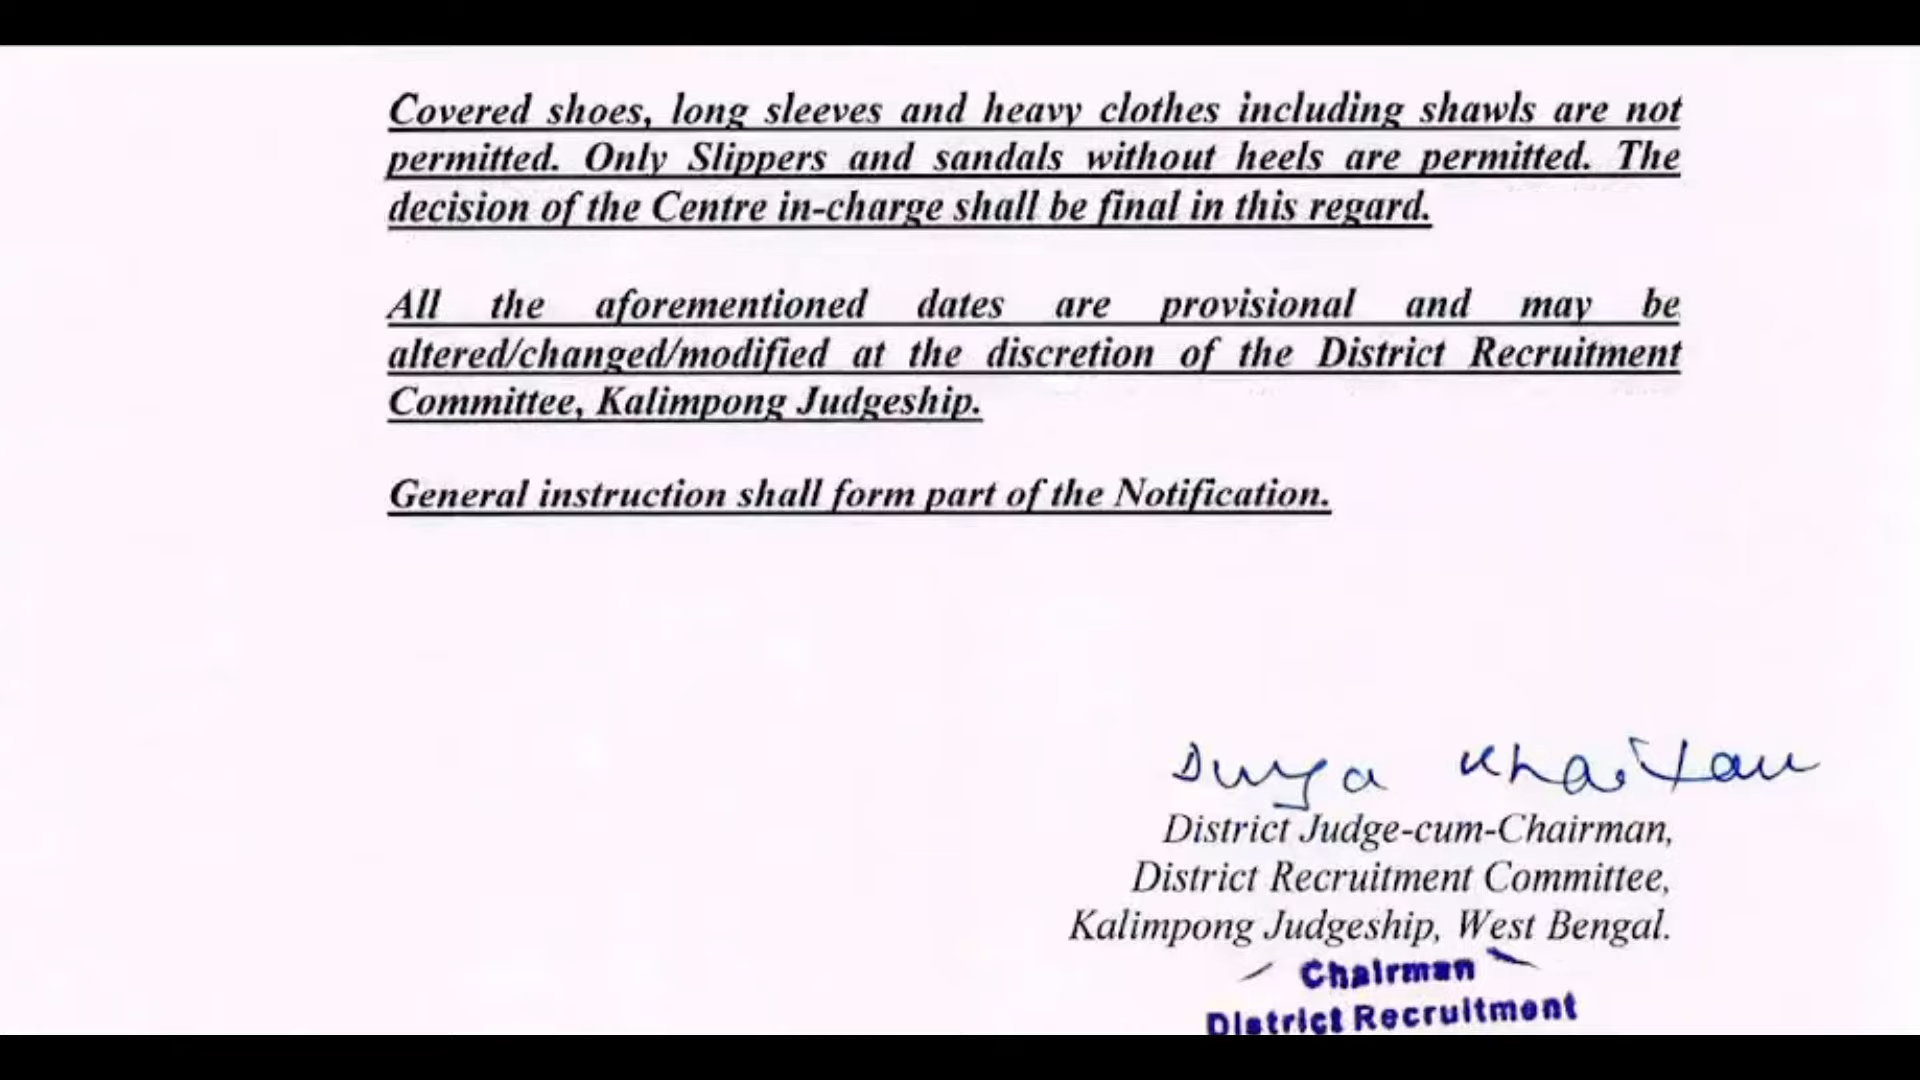 Covered shoes, long sleeves and heavy clothes including shawls are not
permitted. Only Slippers and sandals without heels are permitted. The
decision of the Centre in-charge shall be final in this regard.
All the aforementioned dates are provisional and may be
altered/changed/modified at the discretion of the District Recruitment
Committee, Kalimpong Judgeship.
General instruction shall form part of the Notification.
Durga Khaitan
District Judge-cum-Chairman,
District Recruitment Committee,
Kalimpong Judgeship, West Bengal.
Chairman
District Recruitment